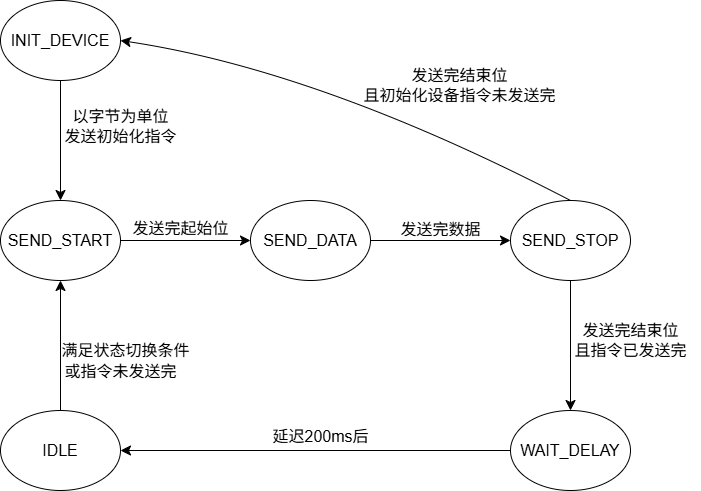 INIT_DEVICE
发送完结束位
且初始化设备指令未发送完
以字节为单位
发送初始化指令
SEND_START
发送完起始位
SEND_DATA
发送完数据
SEND_STOP
发送完结束位
且指令已发送完
满足状态切换条件
或指令未发送完
IDLE
延迟200ms后
WAIT_DELAY